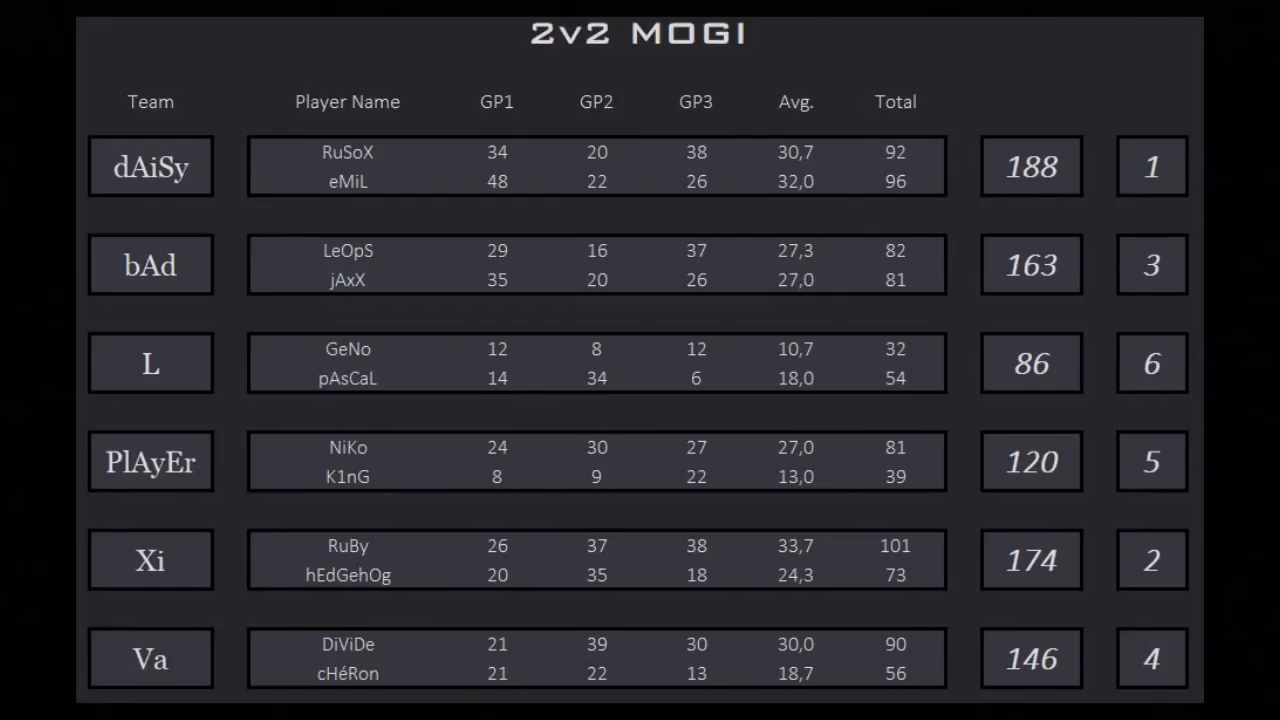 2v2 MOGI
Team Player Name GP1 GP2 GP3 Avg. Total
dAiSy RuSoX 34 20 38 30,7 92 188 1
eMiL 48 22 26 32,0 96
bAd LeOpS 29 16 37 27,3 82 163 3
jAxX 35 20 26 27,0 81
L GeNo 12 8 12 10,7 32 86 6
pAsCaL 14 34 6 18,0 54
PlAyEr NiKo 24 30 27 27,0 81 120 5
K1nG 8 9 22 13,0 39
Xi RuBy 26 37 38 33,7 101 174 2
hEdGehOg 20 35 18 24,3 73
Va DiViDe 21 39 30 30,0 90 146 4
cHéRon 21 22 13 18,7 56